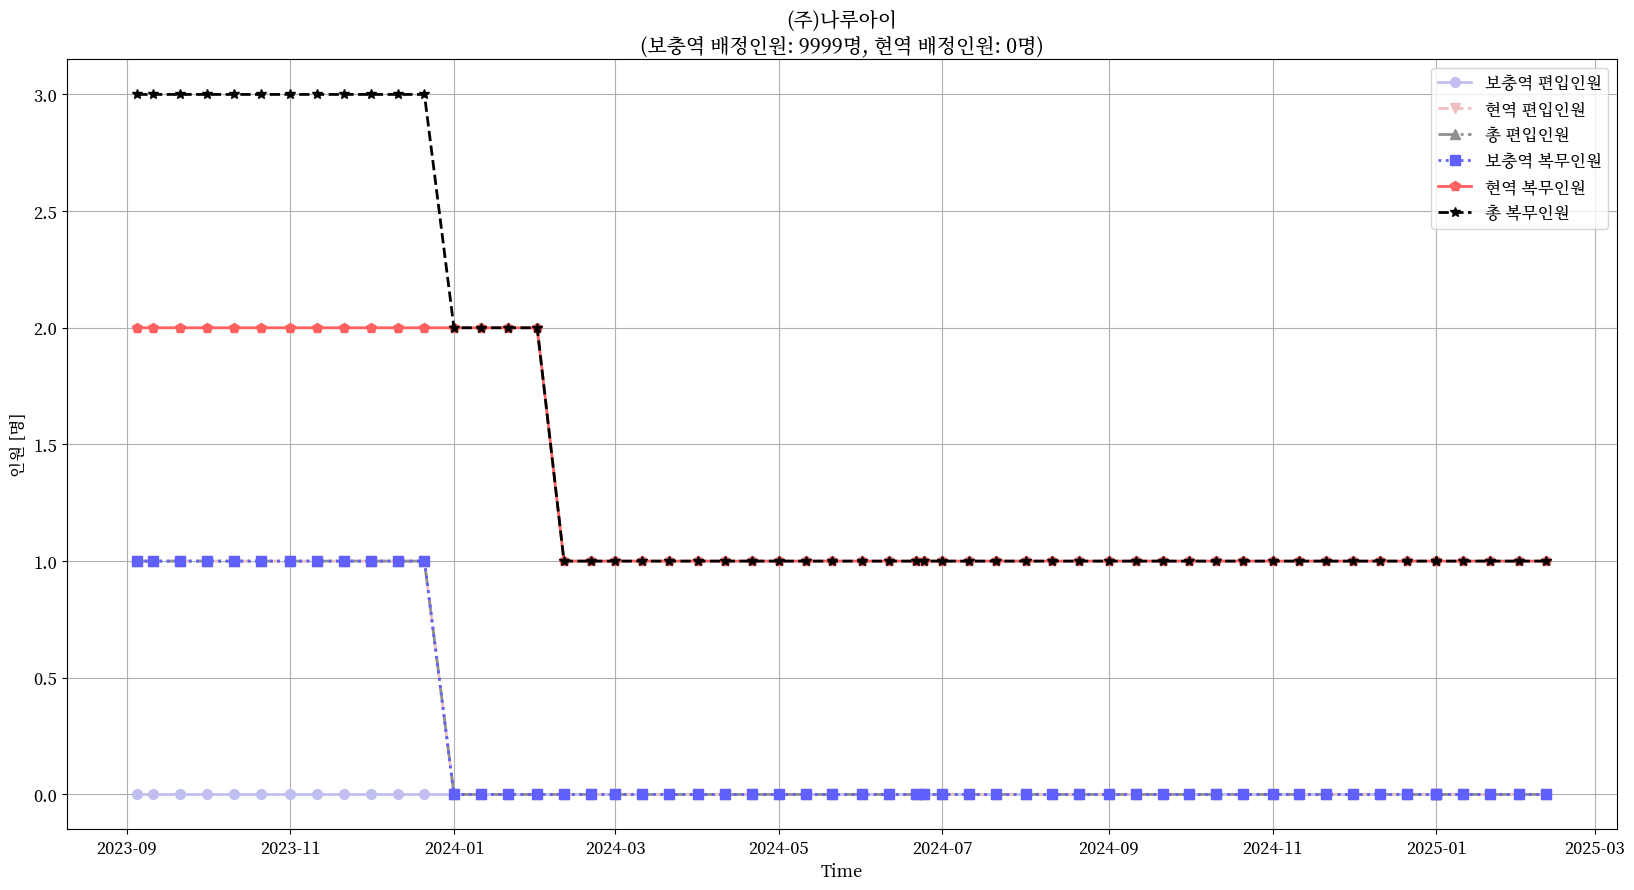 (주)나루아이
(보충역 배정인원: 9999명, 현역 배정인원: 0명)
보충역 편입인원
현역 편입인원
총 편입인원
보충역 복무인원
현역 복무인원
총 복무인원
인원 [명]
3.0
2.5
2.0
1.5
1.0
0.5
0.0
2023-09
2023-11
2024-01
2024-03
2024-05
2024-07
2024-09
2024-11
2025-01
2025-03
Time